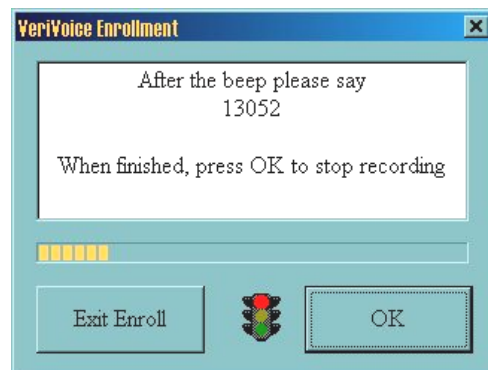 VeriVoice Enrollment
After the beep please say
13052
When finished, press OK to stop recording
Exit Enroll
OK